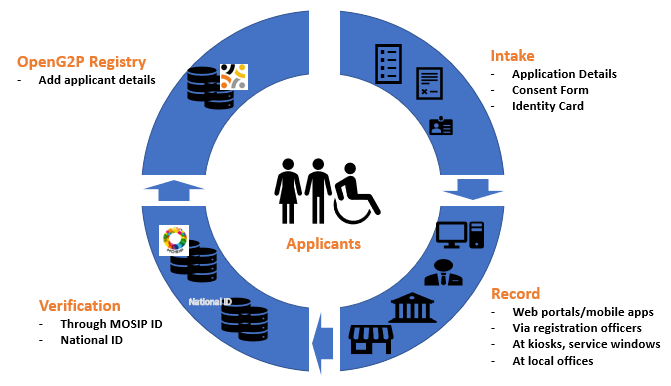 OpenG2P Registry
- Add applicant details
Intake
- Application Details
- Consent Form
- Identity Card
Applicants
MOSIP
National ID
Verification
- Through MOSIP ID
- National ID
Record
- Web portals/mobile apps
- Via registration officers
- At kiosks, service windows
- At local offices